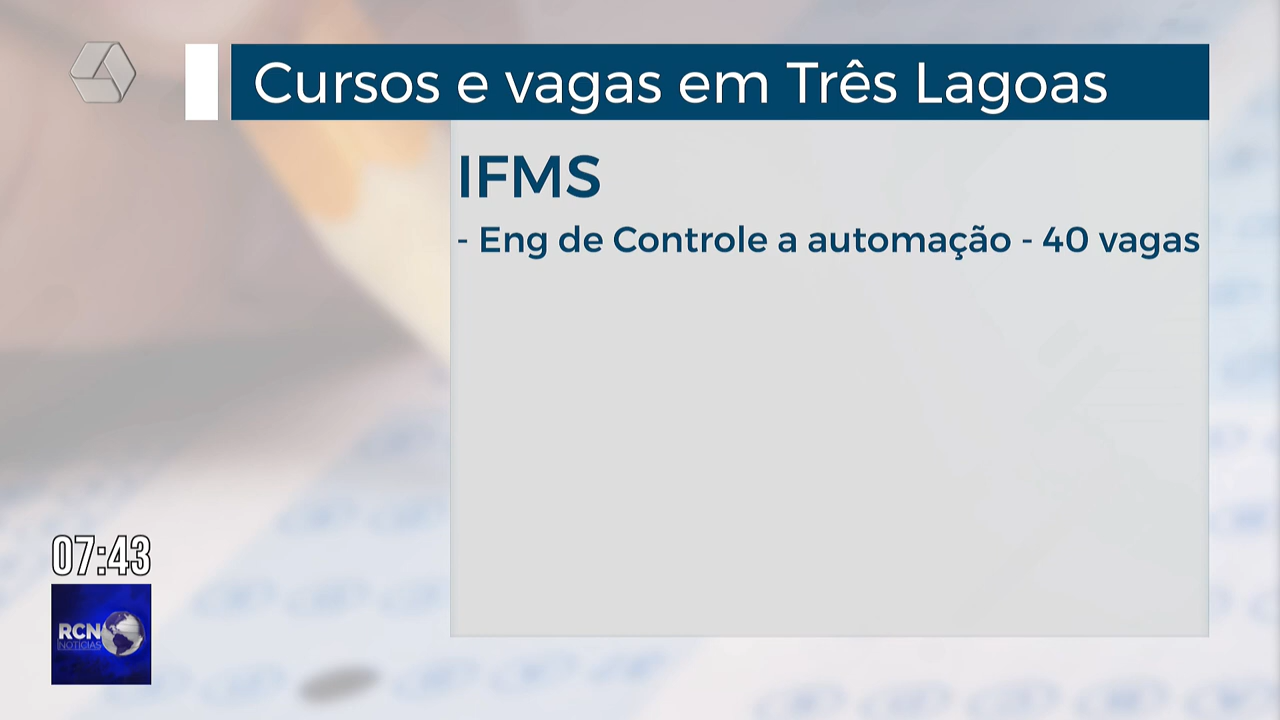 Cursos e vagas em Três Lagoas
IFMS
- Eng de Controle a automação - 40 vagas
07:43
RCN
NOTÍCIAS